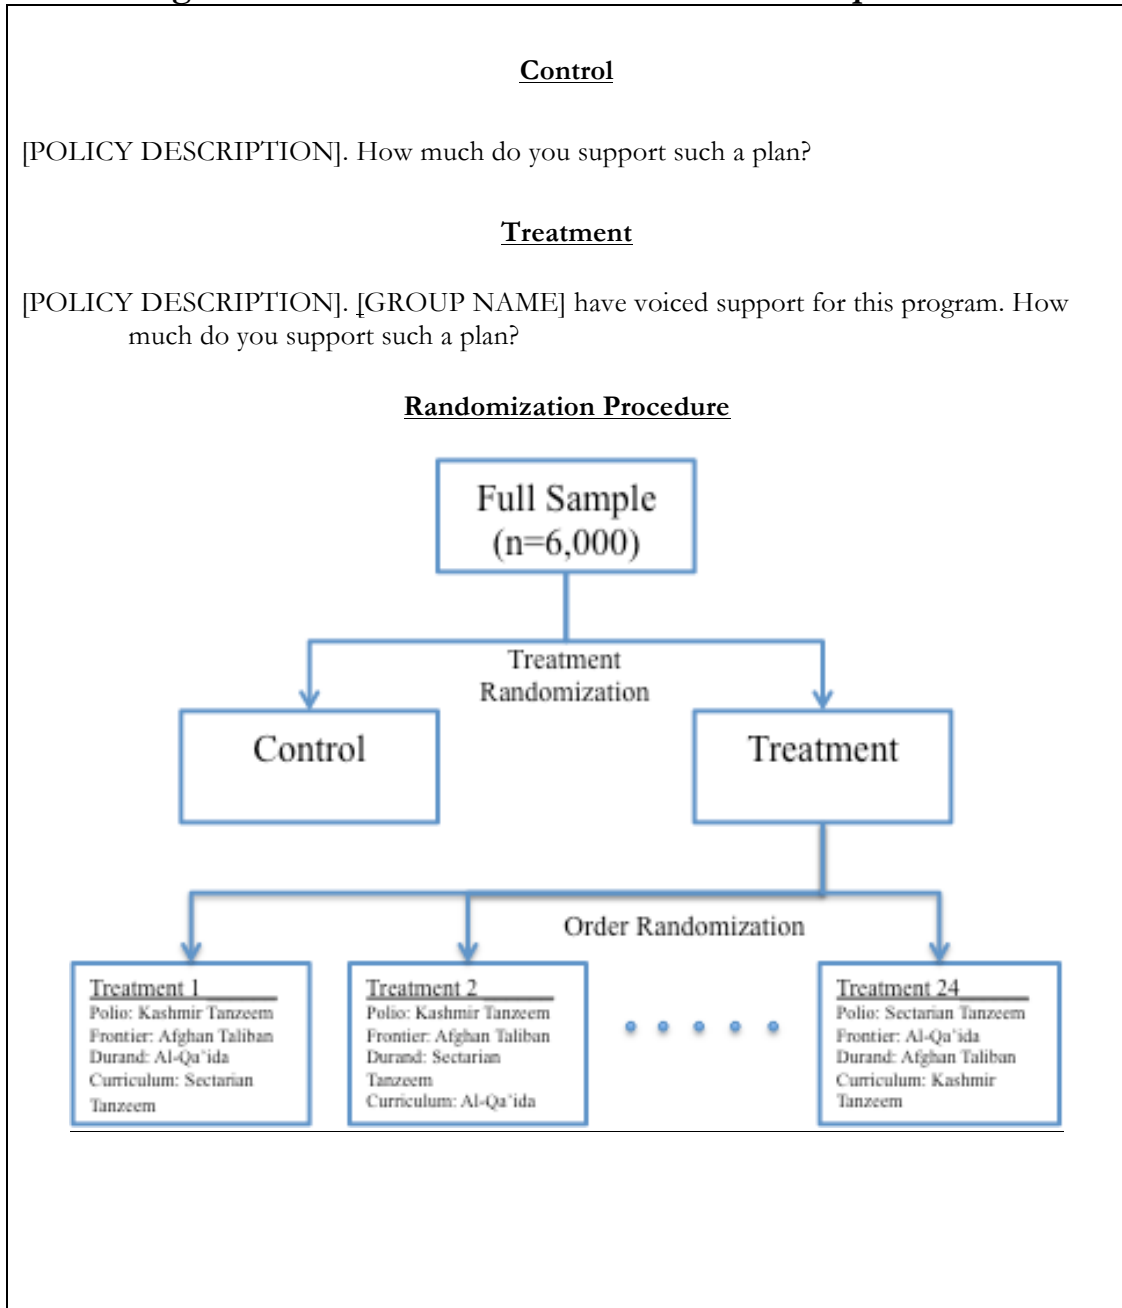 Control
[POLICY DESCRIPTION]. How much do you support such a plan?
Treatment
[POLICY DESCRIPTION]. [GROUP NAME] have voiced support for this program. How
much do you support such a plan?
Randomization Procedure
Full Sample
(n=6,000)
Treatment
Randomization
Control
Treatment
Order Randomization
Treatment 1
Polio: Kashmir Tanzeem
Frontier: Afghan Taliban
Durand: Al-Qa'ida
Curriculum: Sectarian
Tanzeem
Treatment 2
Polio: Kashmir Tanzeem
Frontier: Afghan Taliban
Durand: Sectarian
Tanzeem
Curriculum: Al-Qa'ida
Treatment 24
Polio: Sectarian Tanzeem
Frontier: Al-Qa'ida
Durand: Afghan Taliban
Curriculum: Kashmir
Tanzeem